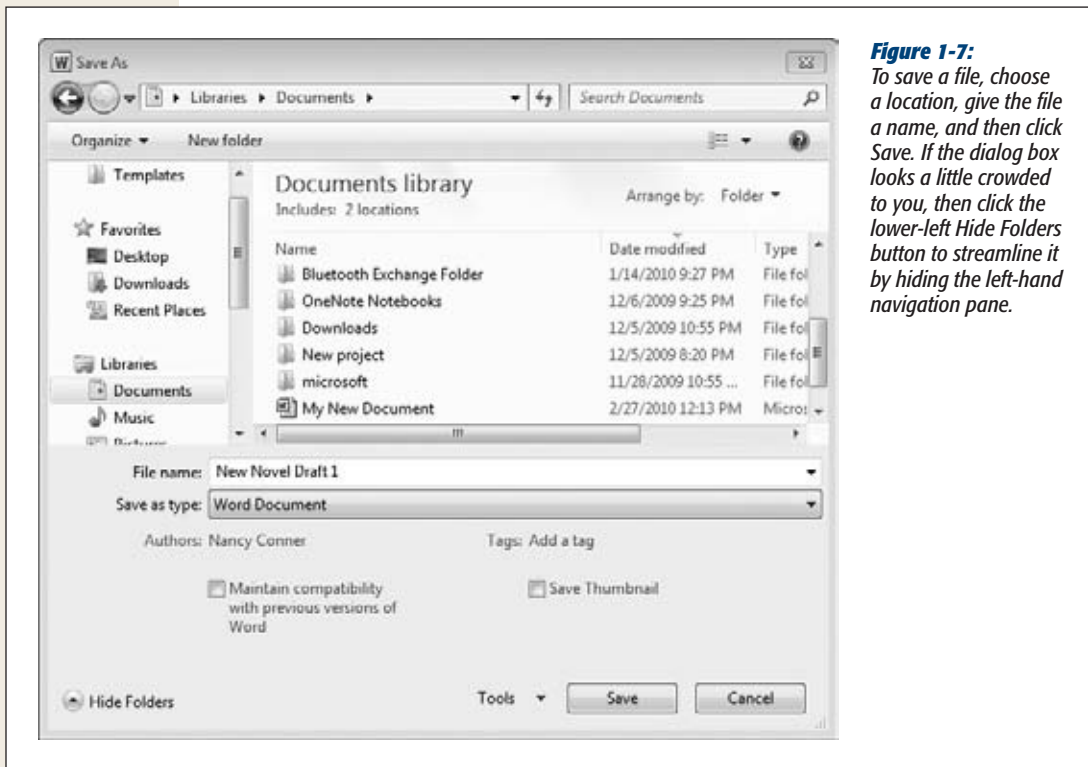 Save As
Libraries ▸ Documents ▸
Search Documents
Organize ▾ New folder
Templates
Favorites
Desktop
Downloads
Recent Places
Libraries
Documents
Music
Pictures
Documents library
Includes: 2 locations
Arrange by: Folder ▾
Name Date modified Type
Bluetooth Exchange Folder 1/14/2010 9:27 PM File fol
OneNote Notebooks 12/6/2009 9:25 PM File fol
Downloads 12/5/2009 10:55 PM File fol
New project 12/5/2009 8:20 PM File fol
microsoft 11/28/2009 10:55 ... File fol
My New Document 2/27/2010 12:13 PM Micros
File name: New Novel Draft 1
Save as type: Word Document
Authors: Nancy Conner Tags: Add a tag
Maintain compatibility
with previous versions of
Word
Save Thumbnail
Hide Folders Tools ▾ Save Cancel
Figure 1-7:
To save a file, choose
a location, give the file
a name, and then click
Save. If the dialog box
looks a little crowded
to you, then click the
lower-left Hide Folders
button to streamline it
by hiding the left-hand
navigation pane.